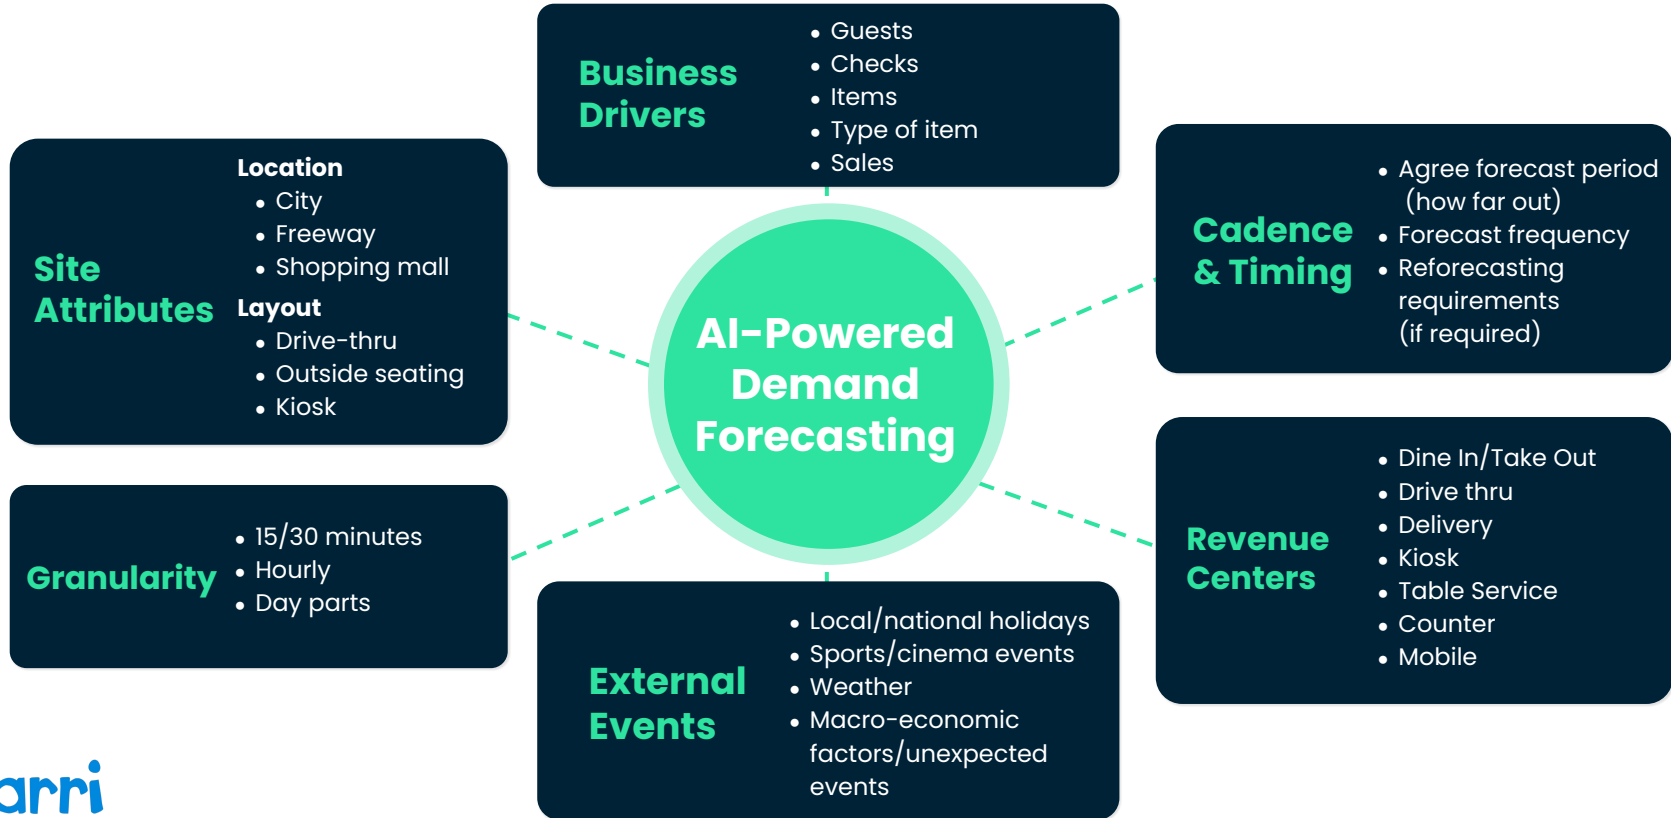 Business
Drivers
• Guests
• Checks
• Items
• Type of item
• Sales
Site
Attributes
Location
• City
• Freeway
• Shopping mall
Layout
• Drive-thru
• Outside seating
• Kiosk
Cadence
& Timing
• Agree forecast period
(how far out)
• Forecast frequency
• Reforecasting
requirements
(if required)
AI-Powered
Demand
Forecasting
Granularity
• 15/30 minutes
• Hourly
• Day parts
External
Events
• Local/national holidays
• Sports/cinema events
• Weather
• Macro-economic
factors/unexpected
events
Revenue
Centers
• Dine In/Take Out
• Drive thru
• Delivery
• Kiosk
• Table Service
• Counter
• Mobile
arri